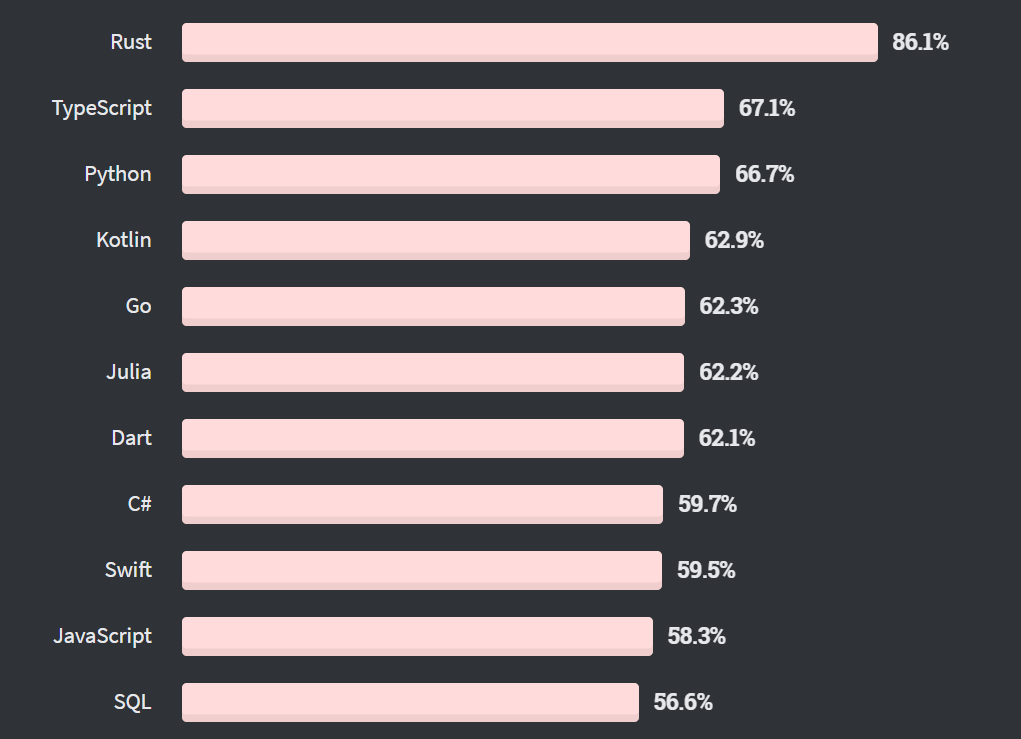 Rust 86.1%
TypeScript 67.1%
Python 66.7%
Kotlin 62.9%
Go 62.3%
Julia 62.2%
Dart 62.1%
C# 59.7%
Swift 59.5%
JavaScript 58.3%
SQL 56.6%